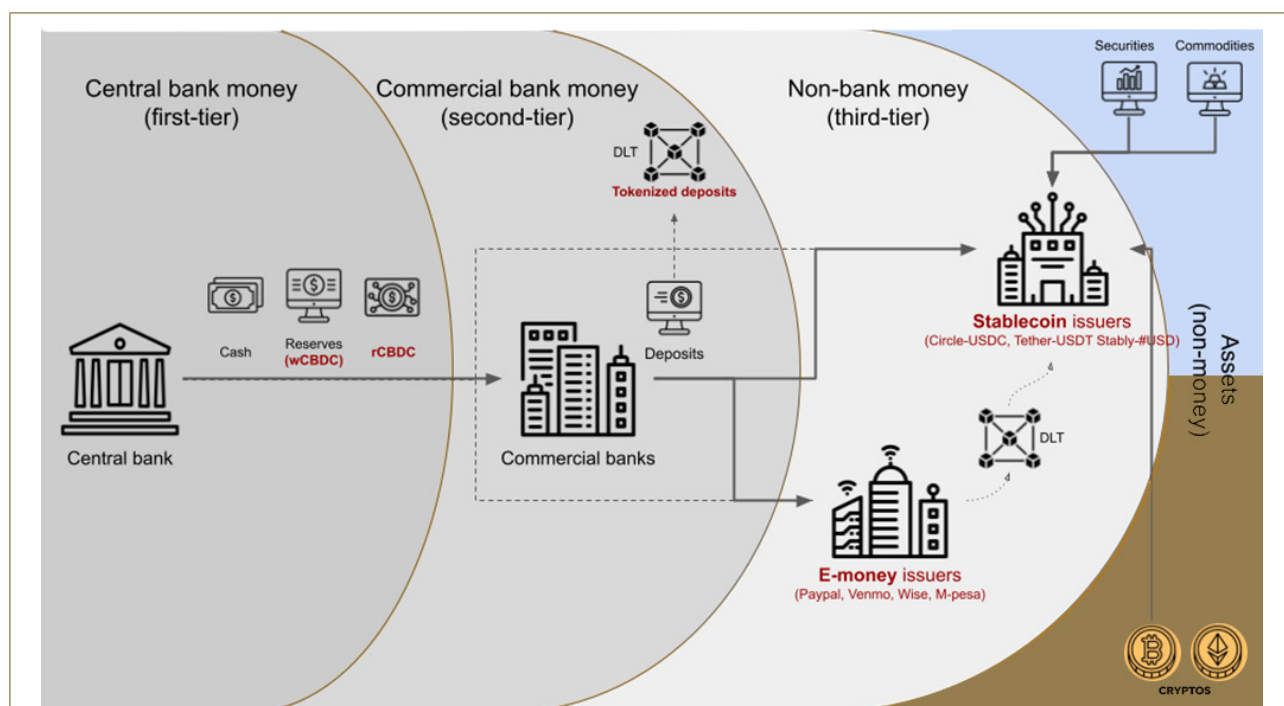 Securities
Commodities
Central bank money
(first-tier)
Commercial bank money
(second-tier)
Non-bank money
(third-tier)
DLT
Tokenized deposits
Cash
Reserves
(wCBDC)
rCBDC
Deposits
Central bank
Commercial banks
Stablecoin issuers
(Circle-USDC, Tether-USDT Stably-#USD)
DLT
E-money issuers
(Paypal, Venmo, Wise, M-pesa)
Assets
(non-money)
CRYPTOS